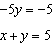 −5y = −5
x + y = 5